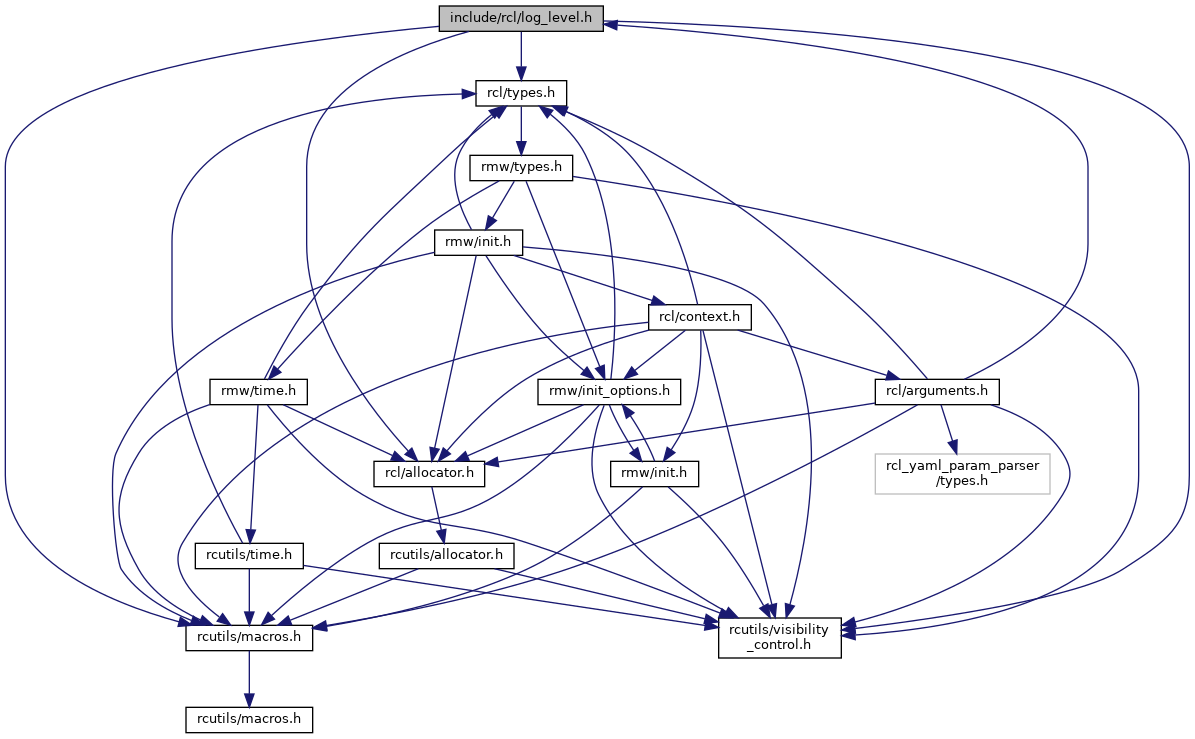 include/rcl/log_level.h
rcl/types.h
rmw/types.h
rmw/init.h
rcl/context.h
rmw/time.h
rmw/init_options.h
rcl/arguments.h
rcl/allocator.h
rmw/init.h
rcl_yaml_param_parser
/types.h
rcutils/time.h
rcutils/allocator.h
rcutils/macros.h
rcutils/visibility
_control.h
rcutils/macros.h